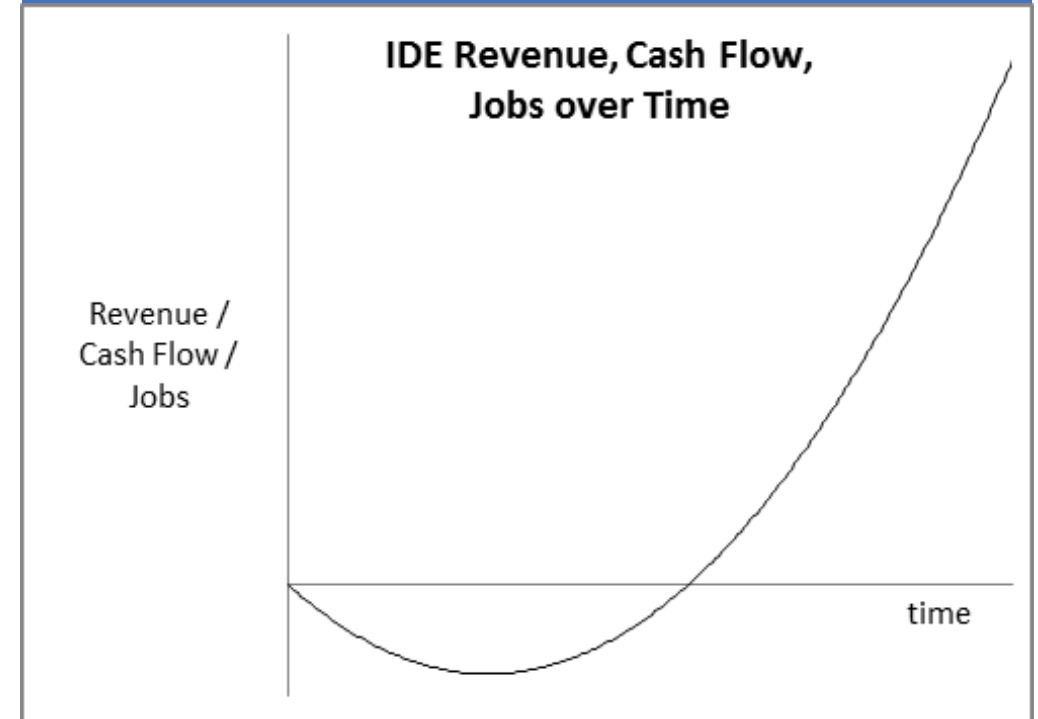 IDE Revenue, Cash Flow,
Jobs over Time
Revenue /
Cash Flow /
Jobs
time